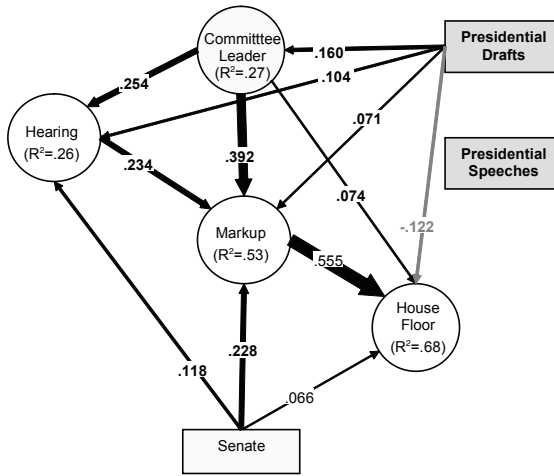 Committtee
Leader
(R²=.27)
Presidential
Drafts
.160
.254
.104
Hearing
(R²=.26)
.071
.234
.392
Presidential
Speeches
.074
Markup
(R²=.53)
-.122
.555
House
Floor
(R²=.68)
.228
.118
.066
Senate